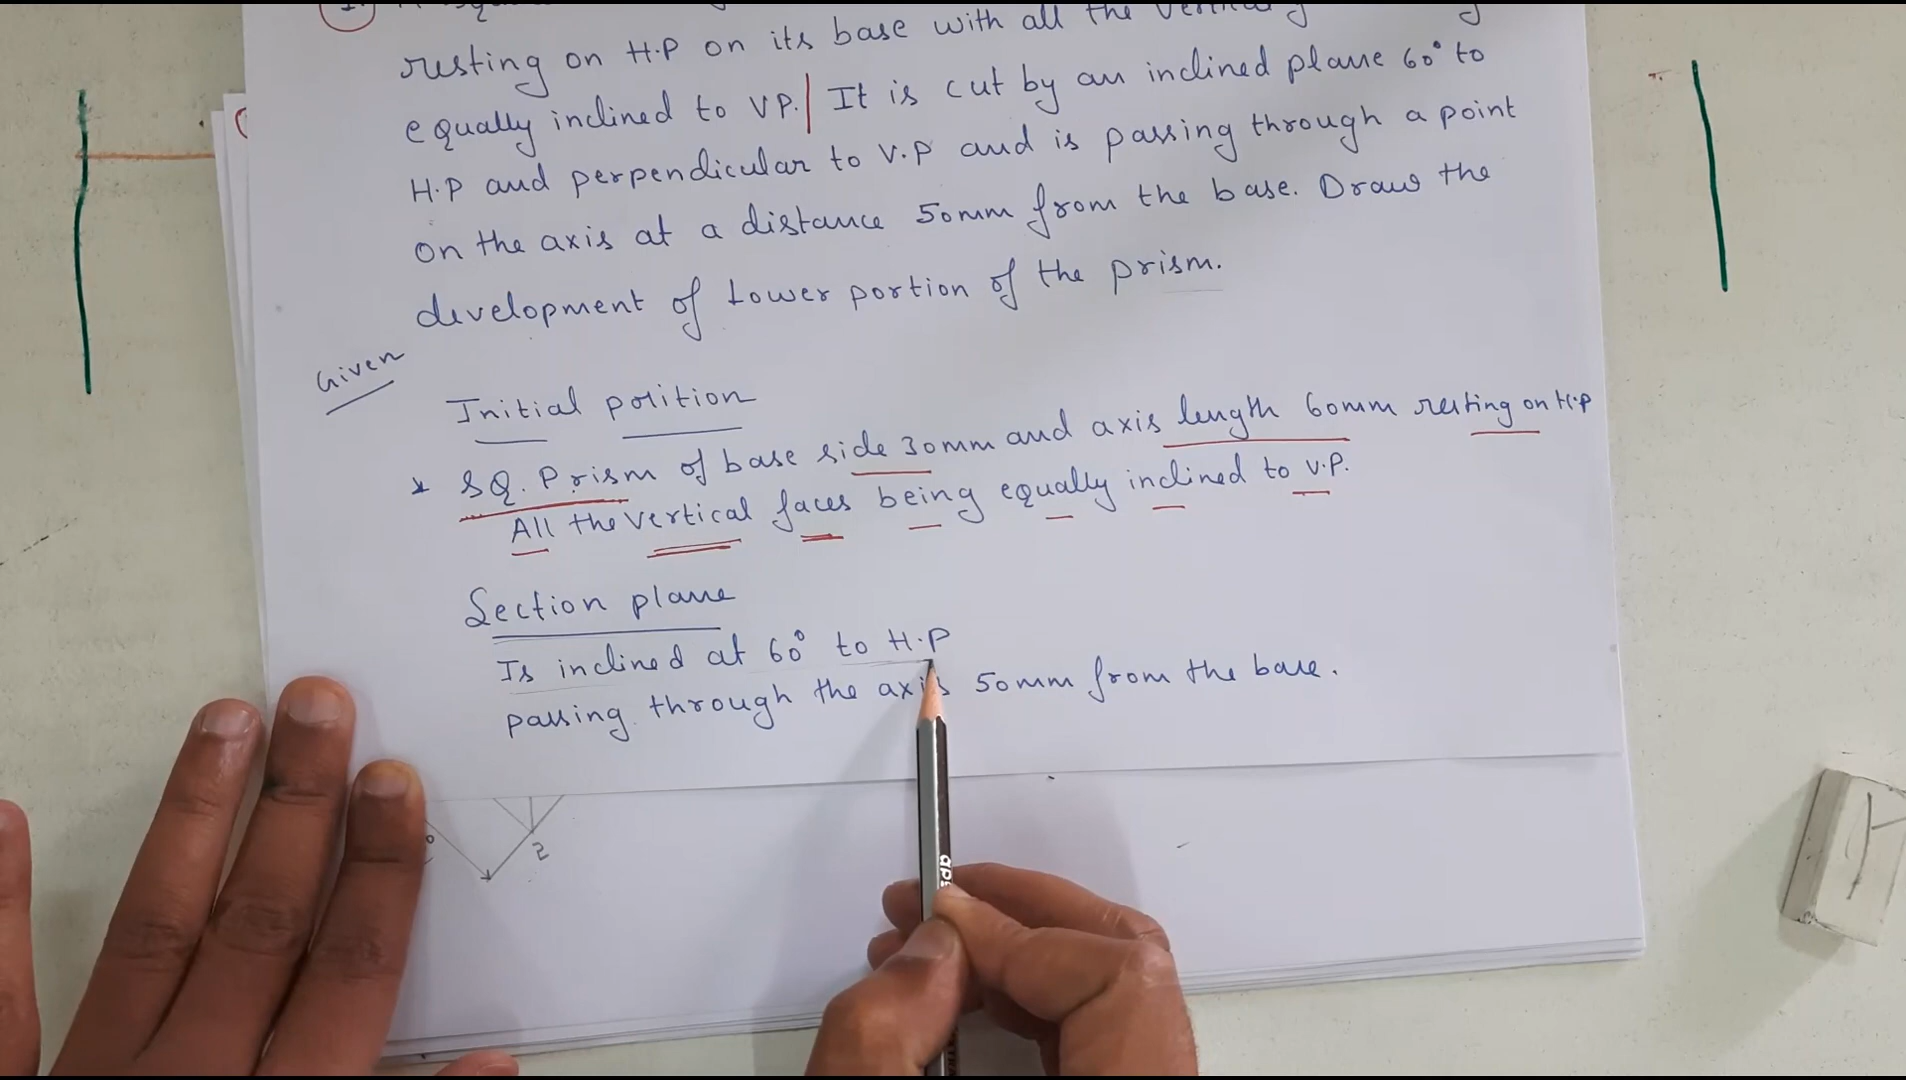 resting on H.P on its base with all the
equally inclined to VP. It is cut by an inclined plane 60° to
H.P and perpendicular to V.P and is passing through a point
on the axis at a distance 50mm from the base. Draw the
development of Lower portion of the prism.
Given
Initial position
* SQ. Prism of base side 30mm and axis length 60mm resting on H.P
All the vertical faces being equally inclined to V.P.
Section plane
Is inclined at 60° to H.P
passing through the axis 50mm from the base.
2
aps